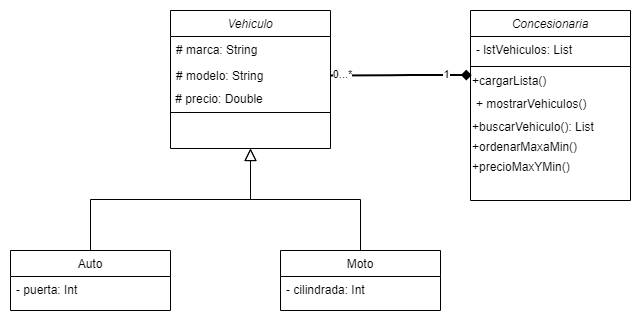 Vehiculo
# marca: String
# modelo: String
# precio: Double
0...*
1
Concesionaria
- lstVehiculos: List
+cargarLista()
+ mostrarVehiculos()
+buscarVehiculo(): List
+ordenarMaxaMin()
+precioMaxYMin()
Auto
- puerta: Int
Moto
- cilindrada: Int